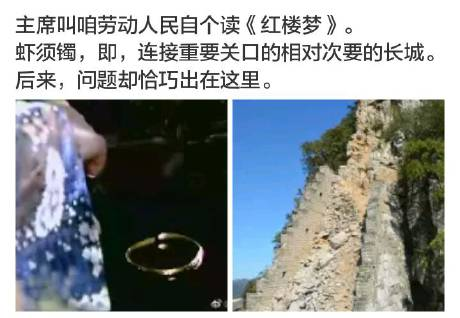 主席叫咱劳动人民自个读《红楼梦》。
虾须镯，即，连接重要关口的相对次要的长城。
后来，问题却恰巧出在这里。